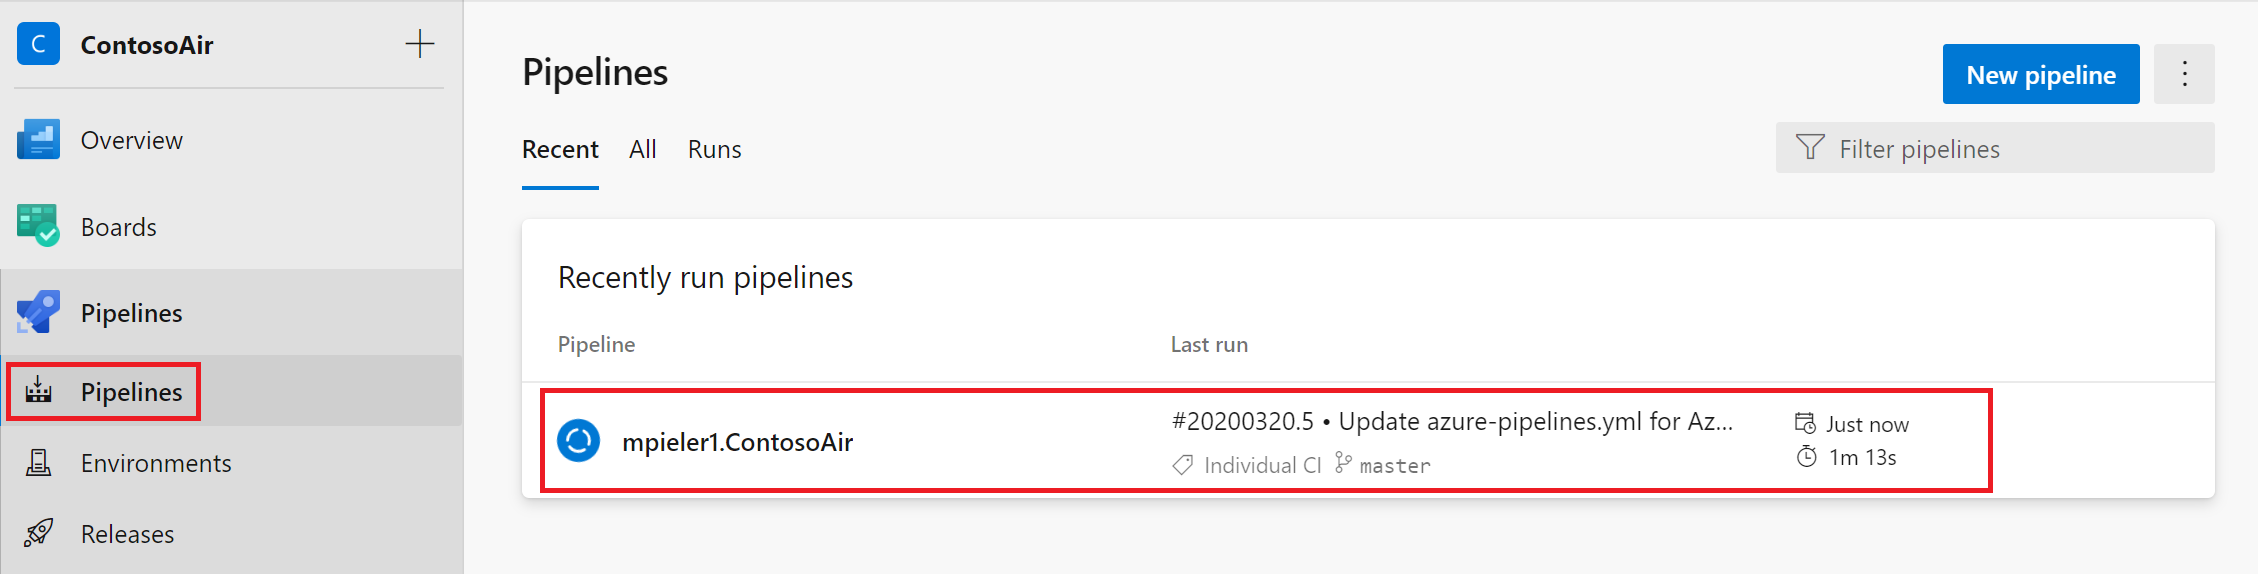 C ContosoAir
Overview
Boards
Pipelines
Pipelines
Environments
Releases
Pipelines
New pipeline
Recent All Runs
Filter pipelines
Recently run pipelines
Pipeline Last run
mpieler1.ContosoAir
#20200320.5 • Update azure-pipelines.yml for Az...
Individual CI master
Just now
1m 13s